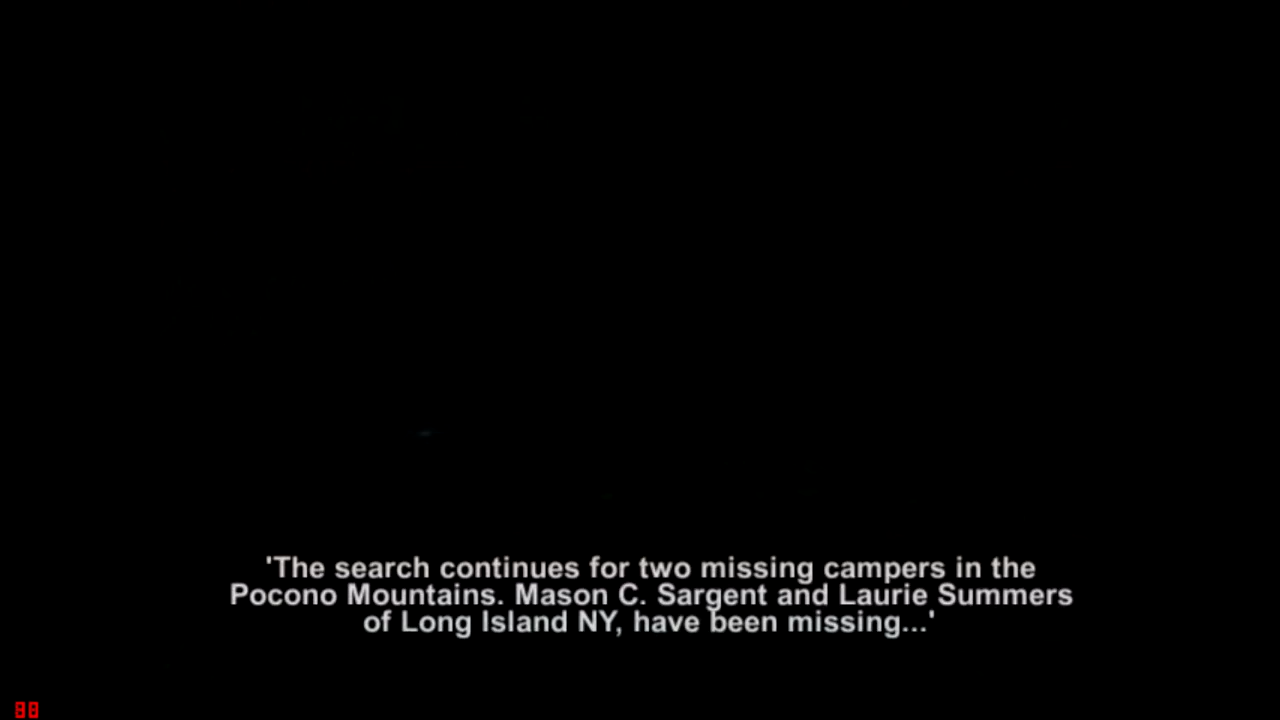 'The search continues for two missing campers in the
Pocono Mountains. Mason C. Sargent and Laurie Summers
of Long Island NY, have been missing...'
88